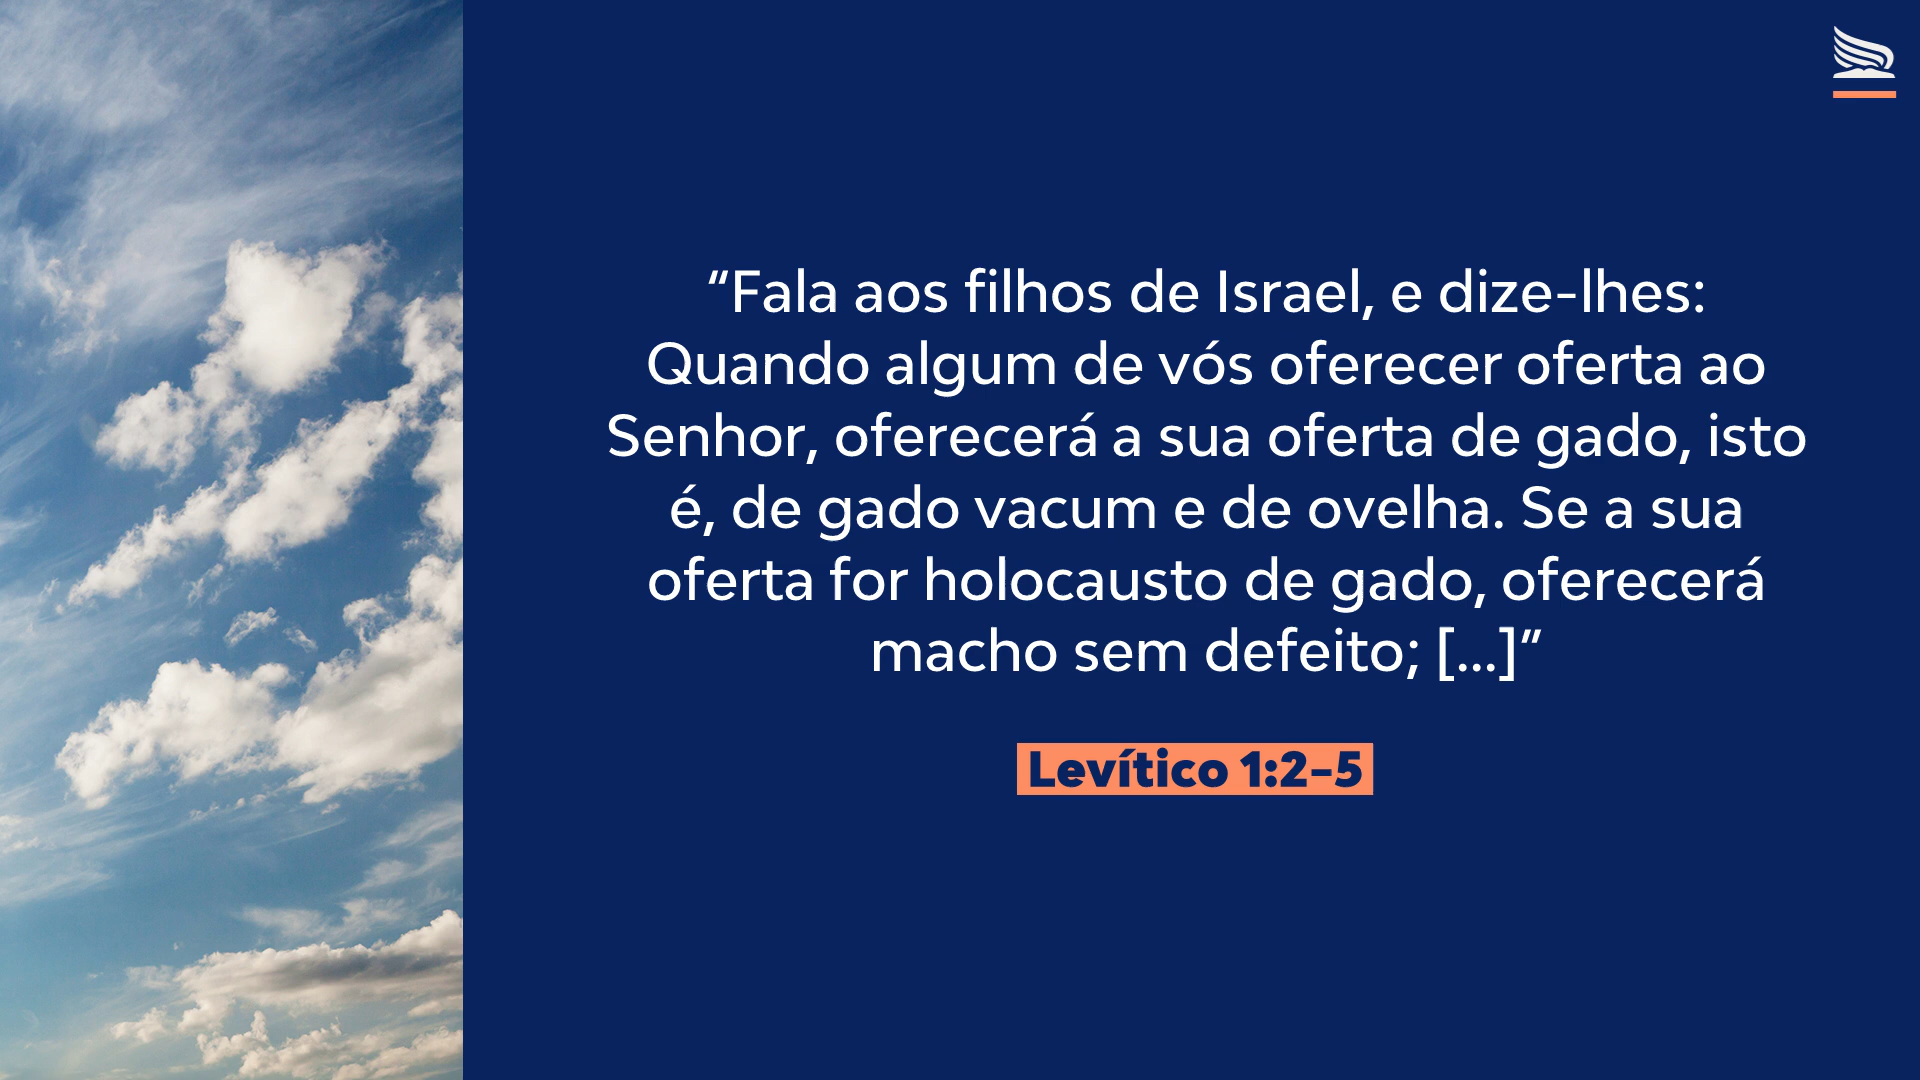 “Fala aos filhos de Israel, e dize-lhes:
Quando algum de vós oferecer oferta ao
Senhor, oferecerá a sua oferta de gado, isto
é, de gado vacum e de ovelha. Se a sua
oferta for holocausto de gado, oferecerá
macho sem defeito; [...]”
Levítico 1:2-5